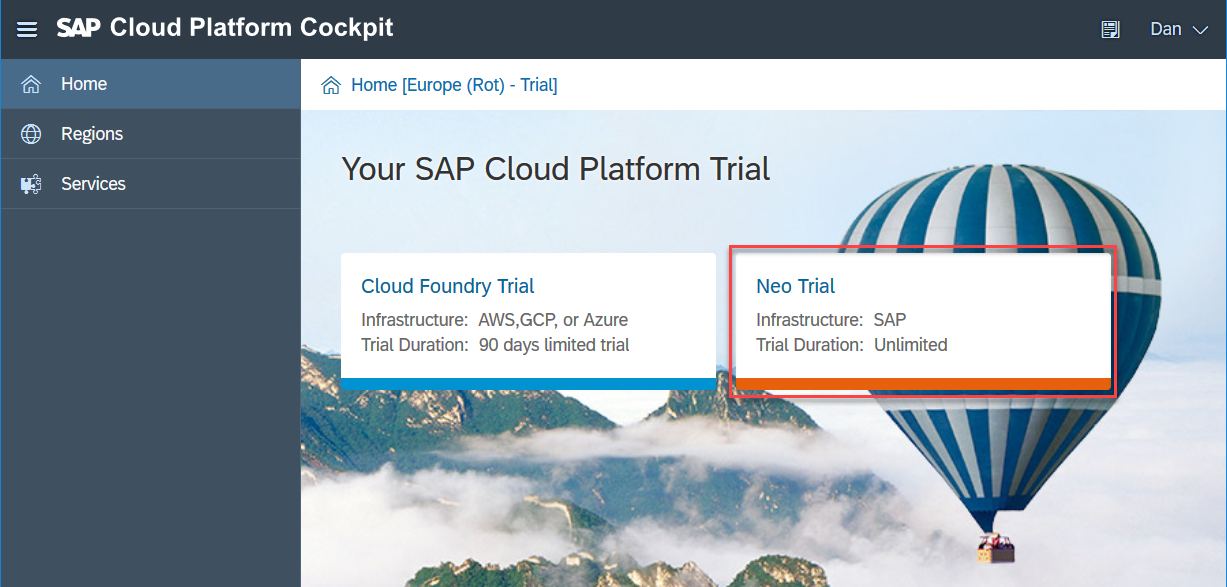 SAP Cloud Platform Cockpit
Dan
Home
Regions
Services
Home [Europe (Rot) - Trial]
Your SAP Cloud Platform Trial
Cloud Foundry Trial
Infrastructure: AWS,GCP, or Azure
Trial Duration: 90 days limited trial
Neo Trial
Infrastructure: SAP
Trial Duration: Unlimited